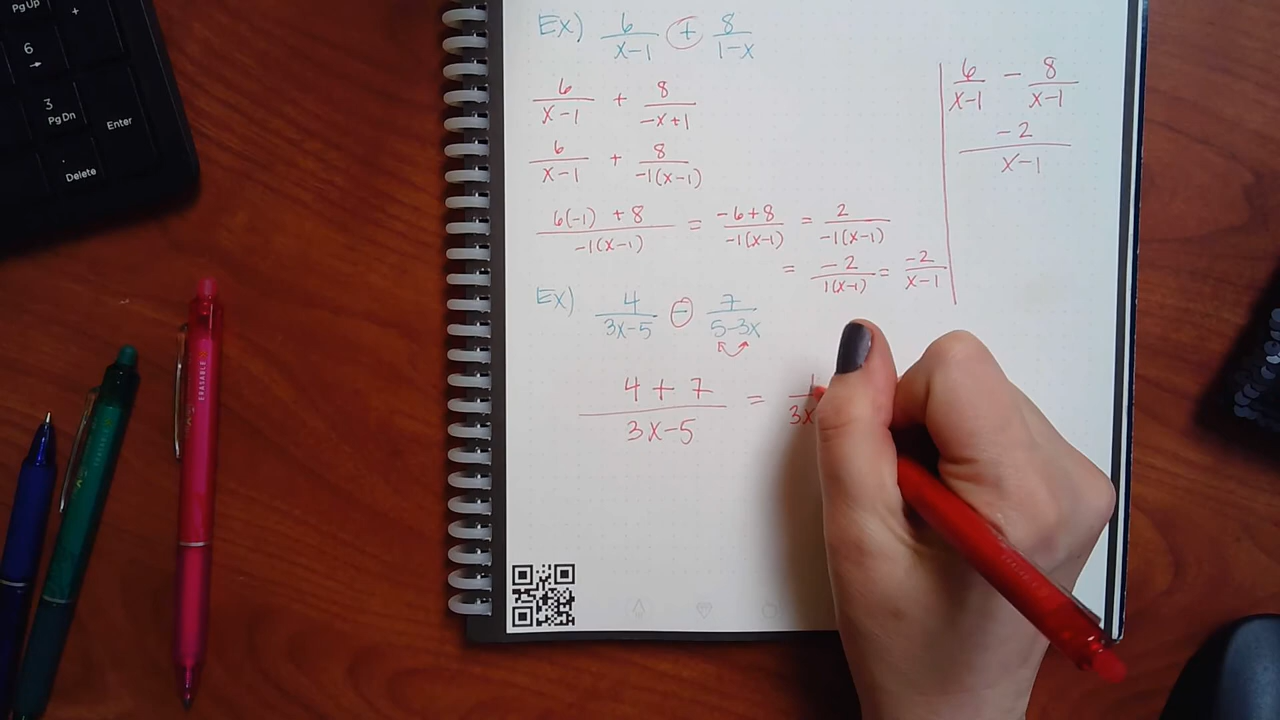 PgUp
+
6
3
PgDn
Enter
.
Delete
ERASABLE
Ex) 6/(x-1) + 8/(1-x)
6/(x-1) + 8/(-x+1)
6/(x-1) + 8/(-1(x-1))
(6(-1) + 8)/(-1(x-1)) = (-6+8)/(-1(x-1)) = 2/(-1(x-1))
= -2/(1(x-1)) = -2/(x-1)
6/(x-1) - 8/(x-1)
-2/(x-1)
Ex) 4/(3x-5) - 7/(5-3x)
(4 + 7)/(3x-5) = 1/3x